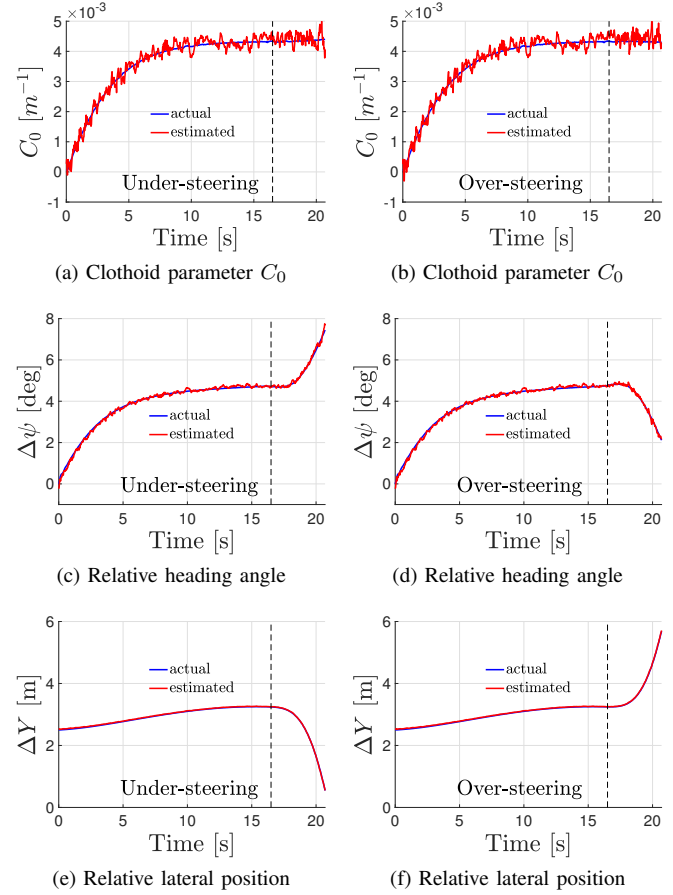 ×10⁻³
5
4
3
2
1
0
-1
C₀ [m⁻¹]
actual
estimated
Under-steering
0 5 10 15 20
Time [s]
(a) Clothoid parameter C₀
×10⁻³
5
4
3
2
1
0
-1
C₀ [m⁻¹]
actual
estimated
Over-steering
0 5 10 15 20
Time [s]
(b) Clothoid parameter C₀
8
6
4
2
0
Δψ [deg]
actual
estimated
Under-steering
0 5 10 15 20
Time [s]
(c) Relative heading angle
8
6
4
2
0
Δψ [deg]
actual
estimated
Over-steering
0 5 10 15 20
Time [s]
(d) Relative heading angle
6
4
2
0
ΔY [m]
actual
estimated
Under-steering
0 5 10 15 20
Time [s]
(e) Relative lateral position
6
4
2
0
ΔY [m]
actual
estimated
Over-steering
0 5 10 15 20
Time [s]
(f) Relative lateral position